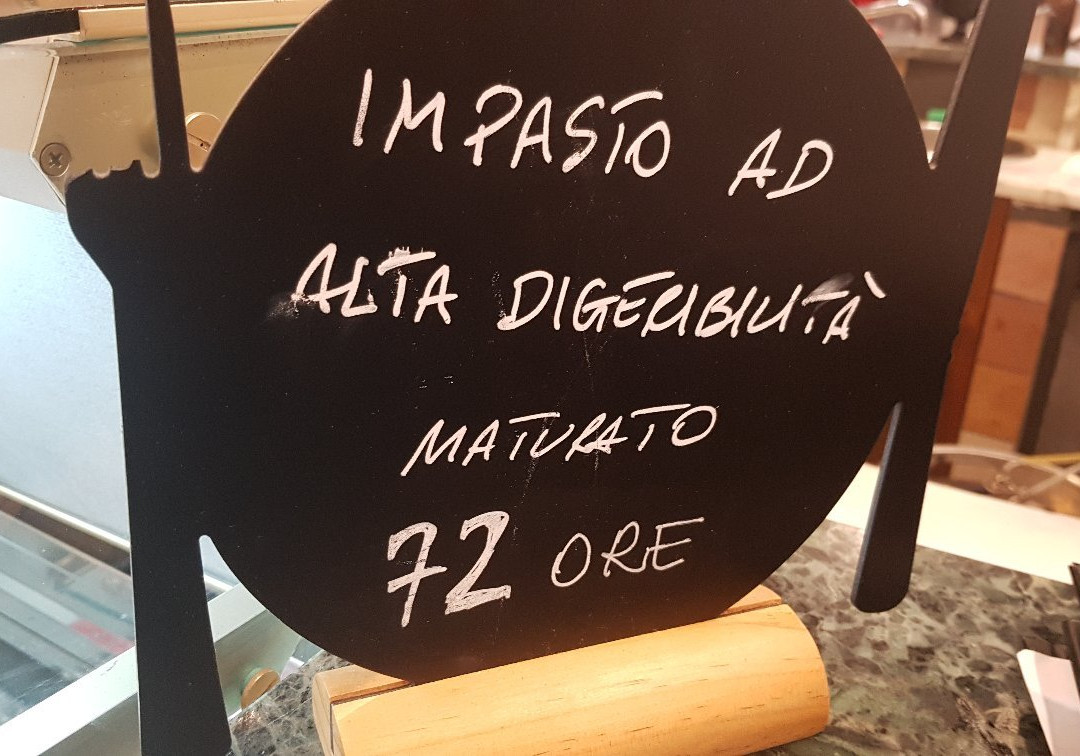 IMPASTO AD
ALTA DIGERIBILITÀ
MATURATO
72 ORE